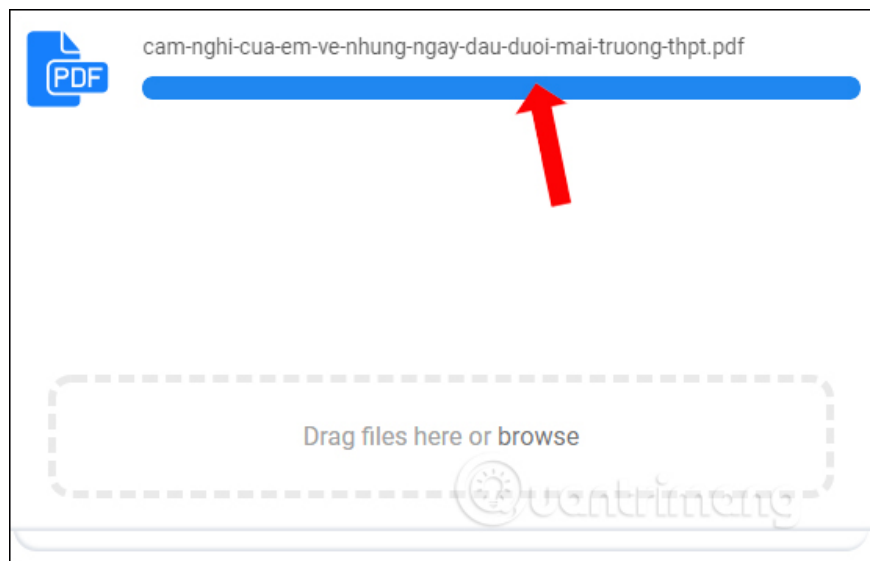 cam-nghi-cua-em-ve-nhung-ngay-dau-duoi-mai-truong-thpt.pdf
PDF
Drag files here or browse
Quantrimang